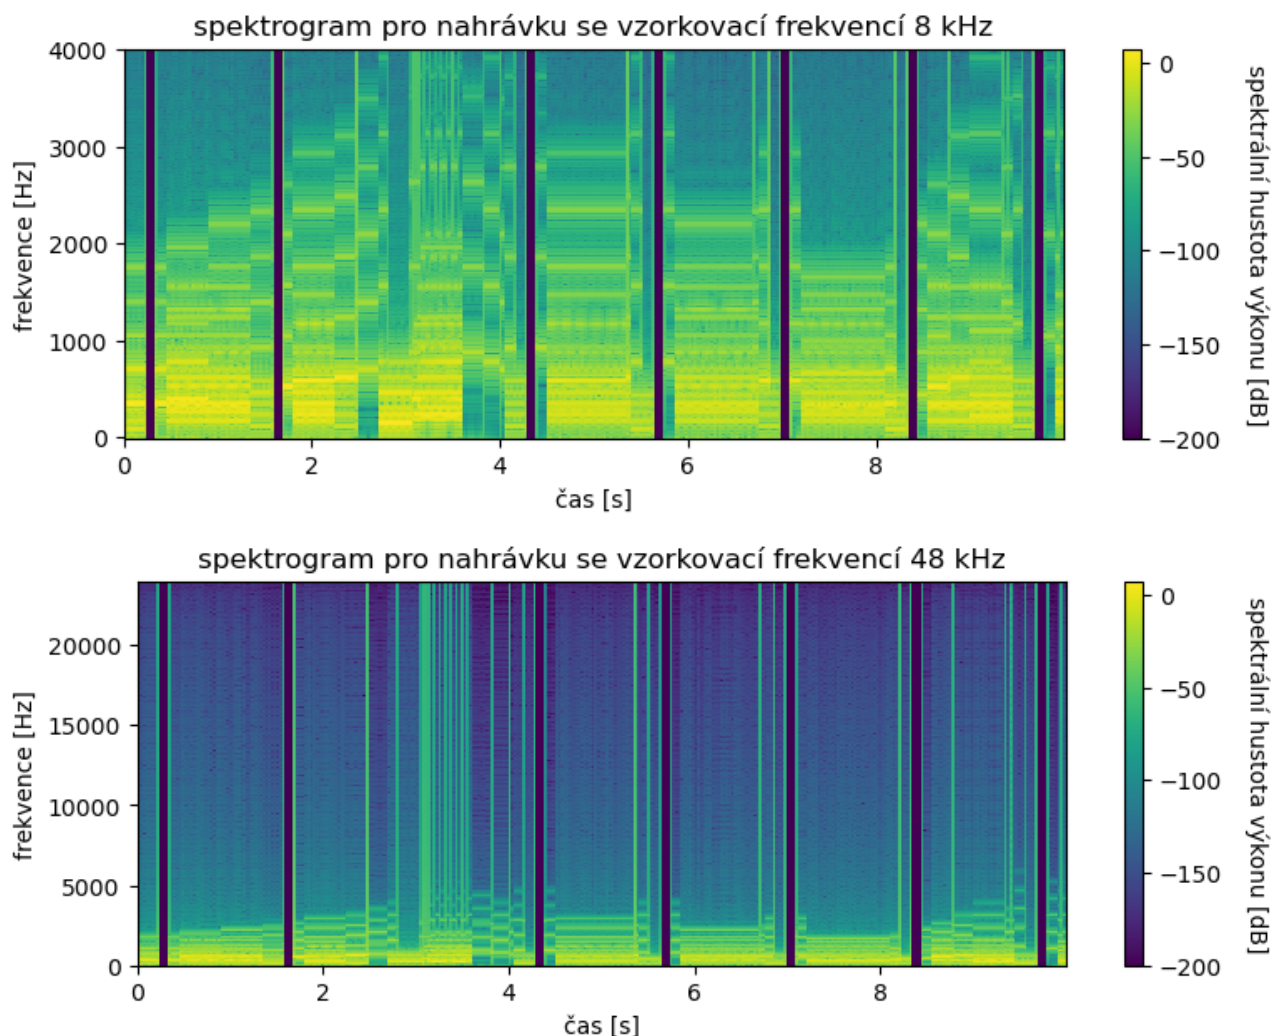 spektrogram pro nahrávku se vzorkovací frekvencí 8 kHz
4000
3000
2000
1000
0
frekvence [Hz]
0 2 4 6 8
čas [s]
0
−50
−100
−150
−200
spektrální hustota výkonu [dB]
spektrogram pro nahrávku se vzorkovací frekvencí 48 kHz
20000
15000
10000
5000
0
frekvence [Hz]
0 2 4 6 8
čas [s]
0
−50
−100
−150
−200
spektrální hustota výkonu [dB]